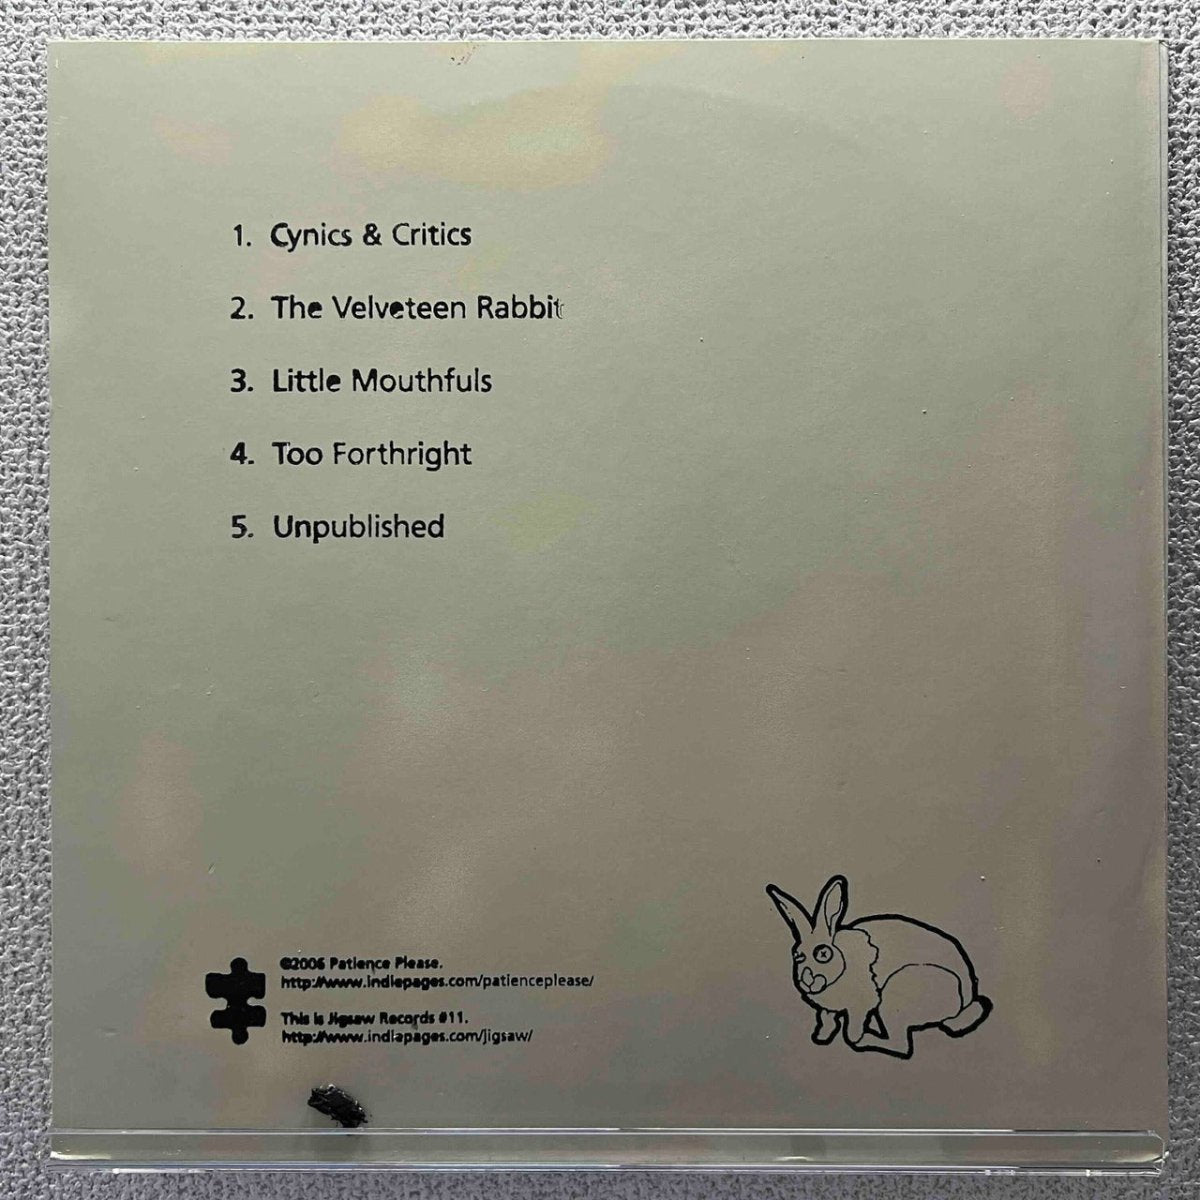 1. Cynics & Critics
2. The Velveteen Rabbit
3. Little Mouthfuls
4. Too Forthright
5. Unpublished
©2006 Patience Please.
http://www.indiepages.com/patienceplease/
This is Jigsaw Records #11.
http://www.indiepages.com/jigsaw/